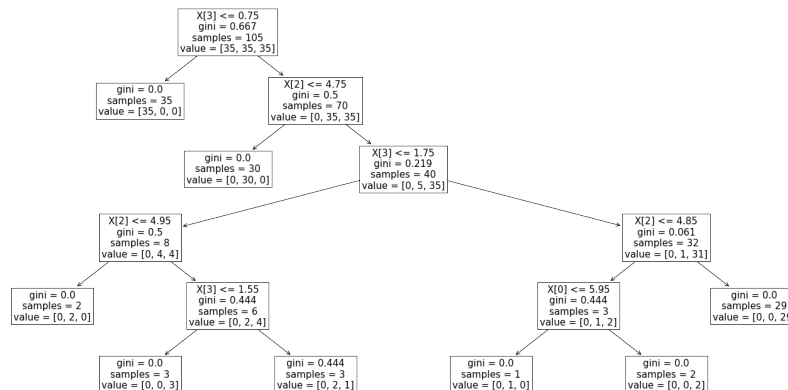 X[3] <= 0.75
gini = 0.667
samples = 105
value = [35, 35, 35]
gini = 0.0
samples = 35
value = [35, 0, 0]
X[2] <= 4.75
gini = 0.5
samples = 70
value = [0, 35, 35]
gini = 0.0
samples = 30
value = [0, 30, 0]
X[3] <= 1.75
gini = 0.219
samples = 40
value = [0, 5, 35]
X[2] <= 4.95
gini = 0.5
samples = 8
value = [0, 4, 4]
X[2] <= 4.85
gini = 0.061
samples = 32
value = [0, 1, 31]
gini = 0.0
samples = 2
value = [0, 2, 0]
X[3] <= 1.55
gini = 0.444
samples = 6
value = [0, 2, 4]
X[0] <= 5.95
gini = 0.444
samples = 3
value = [0, 1, 2]
gini = 0.0
samples = 29
value = [0, 0, 29
gini = 0.0
samples = 3
value = [0, 0, 3]
gini = 0.444
samples = 3
value = [0, 2, 1]
gini = 0.0
samples = 1
value = [0, 1, 0]
gini = 0.0
samples = 2
value = [0, 0, 2]